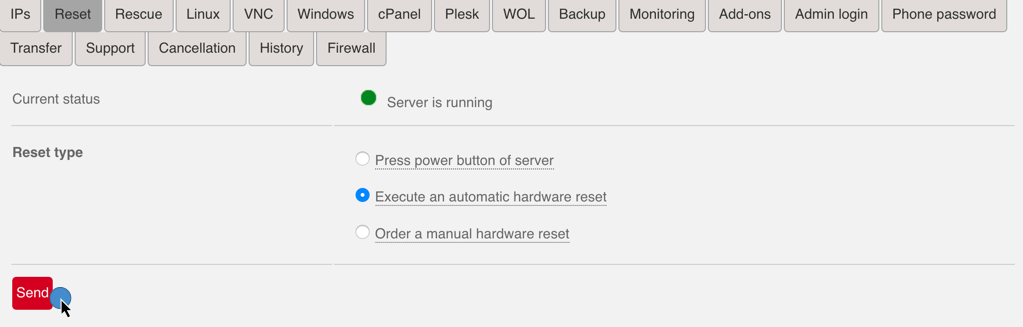 IPs Reset Rescue Linux VNC Windows cPanel Plesk WOL Backup Monitoring Add-ons Admin login Phone password
Transfer Support Cancellation History Firewall
Current status Server is running
Reset type Press power button of server
Execute an automatic hardware reset
Order a manual hardware reset
Send